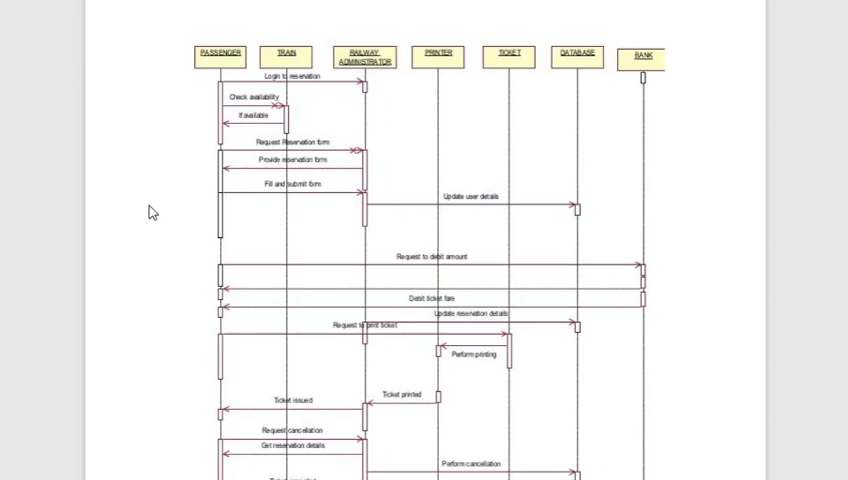 PASSENGER
TRAIN
RAILWAY
ADMINISTRATOR
PRINTER
TICKET
DATABASE
BANK
Login to reservation
Check availability
If available
Request Reservation form
Provide reservation form
Fill and submit form
Update user details
Request to debit amount
Debit ticket fare
Update reservation details
Request to print ticket
Perform printing
Ticket printed
Ticket issued
Request cancellation
Get reservation details
Perform cancellation